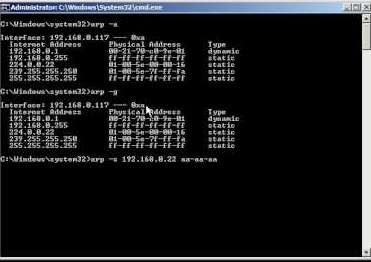 Administrator: C:\Windows\System32\cmd.exe
C:\Windows\system32>arp -a
Interface: 192.168.0.117 --- 0xa
Internet Address Physical Address Type
192.168.0.1 00-21-70-c0-9e-01 dynamic
192.168.0.255 ff-ff-ff-ff-ff-ff static
224.0.0.22 01-00-5e-00-00-16 static
239.255.255.250 01-00-5e-7f-ff-fa static
255.255.255.255 ff-ff-ff-ff-ff-ff static
C:\Windows\system32>arp -g
Interface: 192.168.0.117 --- 0xa
Internet Address Physical Address Type
192.168.0.1 00-21-70-c0-9e-01 dynamic
192.168.0.255 ff-ff-ff-ff-ff-ff static
224.0.0.22 01-00-5e-00-00-16 static
239.255.255.250 01-00-5e-7f-ff-fa static
255.255.255.255 ff-ff-ff-ff-ff-ff static
C:\Windows\system32>arp -s 192.168.0.22 aa-aa-aa